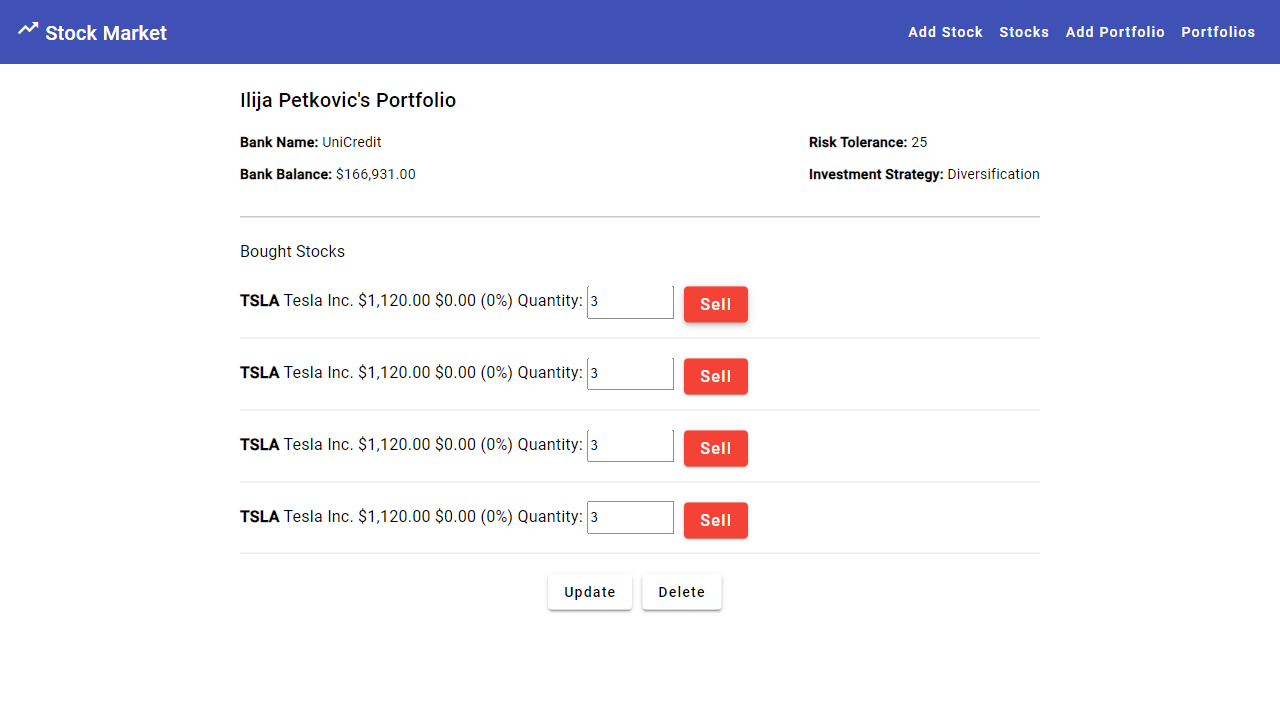 Stock Market
Add Stock Stocks Add Portfolio Portfolios
Ilija Petkovic's Portfolio
Bank Name: UniCredit
Bank Balance: $166,931.00
Risk Tolerance: 25
Investment Strategy: Diversification
Bought Stocks
TSLA Tesla Inc. $1,120.00 $0.00 (0%) Quantity: 3 Sell
TSLA Tesla Inc. $1,120.00 $0.00 (0%) Quantity: 3 Sell
TSLA Tesla Inc. $1,120.00 $0.00 (0%) Quantity: 3 Sell
TSLA Tesla Inc. $1,120.00 $0.00 (0%) Quantity: 3 Sell
Update Delete